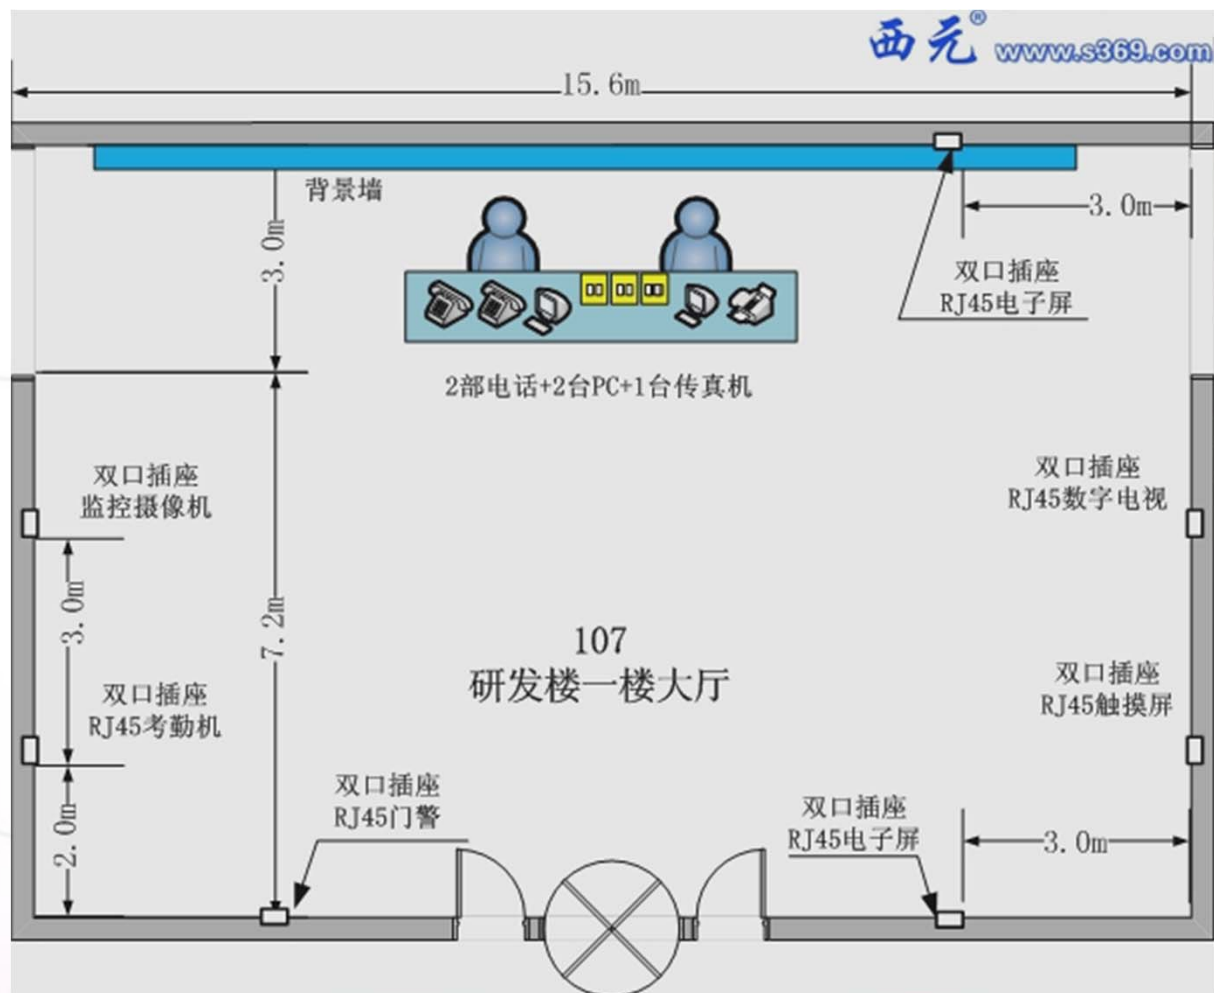 西元® www.s369.com
15.6m
背景墙
3.0m
3.0m
双口插座
RJ45电子屏
2部电话+2台PC+1台传真机
双口插座
监控摄像机
双口插座
RJ45数字电视
3.0m
7.2m
107
研发楼一楼大厅
双口插座
RJ45考勤机
双口插座
RJ45触摸屏
2.0m
双口插座
RJ45门警
双口插座
RJ45电子屏
3.0m